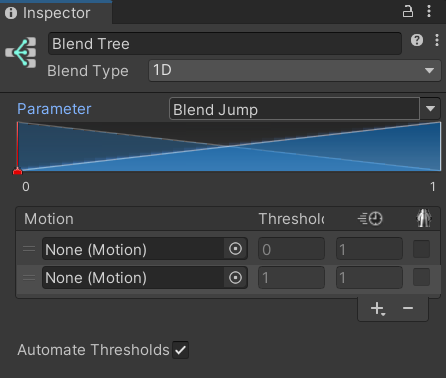 Inspector
Blend Tree
Blend Type 1D
Parameter Blend Jump
0 1
Motion Threshold
None (Motion) 0 1
None (Motion) 1 1
+ −
Automate Thresholds